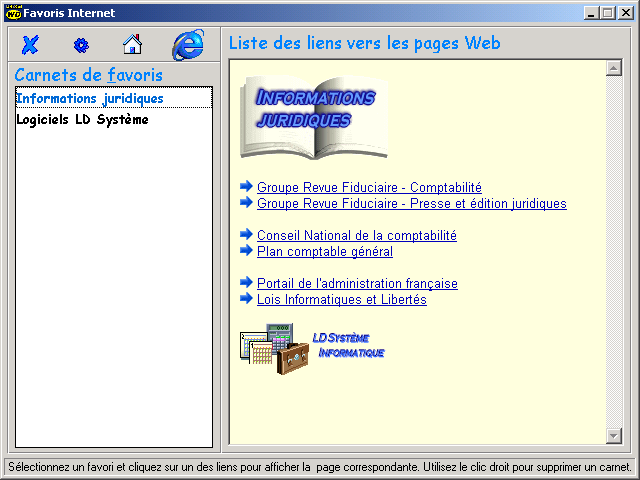 Favoris Internet
Carnets de favoris
Informations juridiques
Logiciels LD Système
Liste des liens vers les pages Web
INFORMATIONS
JURIDIQUES
Groupe Revue Fiduciaire - Comptabilité
Groupe Revue Fiduciaire - Presse et édition juridiques
Conseil National de la comptabilité
Plan comptable général
Portail de l'administration française
Lois Informatiques et Libertés
LD SYSTÈME
INFORMATIQUE
Sélectionnez un favori et cliquez sur un des liens pour afficher la page correspondante. Utilisez le clic droit pour supprimer un carnet.